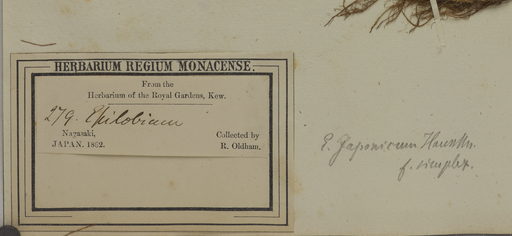 HERBARIUM REGIUM MONACENSE.
From the
Herbarium of the Royal Gardens, Kew.
279. Epilobium
Nagasaki,
JAPAN. 1862.
Collected by
R. Oldham.
E. Japonicum Hausskn.
f. simplex.